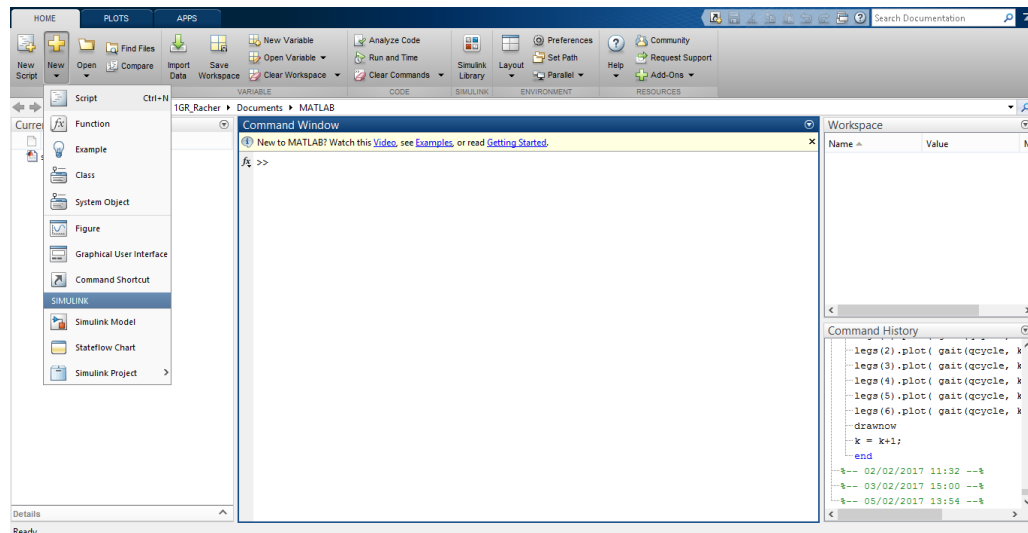 HOME PLOTS APPS
Search Documentation
New Script
New
Open
Find Files
Compare
Import Data
Save Workspace
New Variable
Open Variable
Clear Workspace
Analyze Code
Run and Time
Clear Commands
Simulink Library
Layout
Preferences
Set Path
Parallel
Help
Community
Request Support
Add-Ons
VARIABLE CODE SIMULINK ENVIRONMENT RESOURCES
1GR_Racher Documents MATLAB
Script Ctrl+N
Function
Example
Class
System Object
Figure
Graphical User Interface
Command Shortcut
SIMULINK
Simulink Model
Stateflow Chart
Simulink Project
Details
Ready
Command Window
New to MATLAB? Watch this Video, see Examples, or read Getting Started.
fx >>
Workspace
Name Value
Command History
legs(2).plot( gait(qcycle, k
legs(3).plot( gait(qcycle, k
legs(4).plot( gait(qcycle, k
legs(5).plot( gait(qcycle, k
legs(6).plot( gait(qcycle, k
drawnow
k = k+1;
end
%-- 02/02/2017 11:32 --%
%-- 03/02/2017 15:00 --%
%-- 05/02/2017 13:54 --%